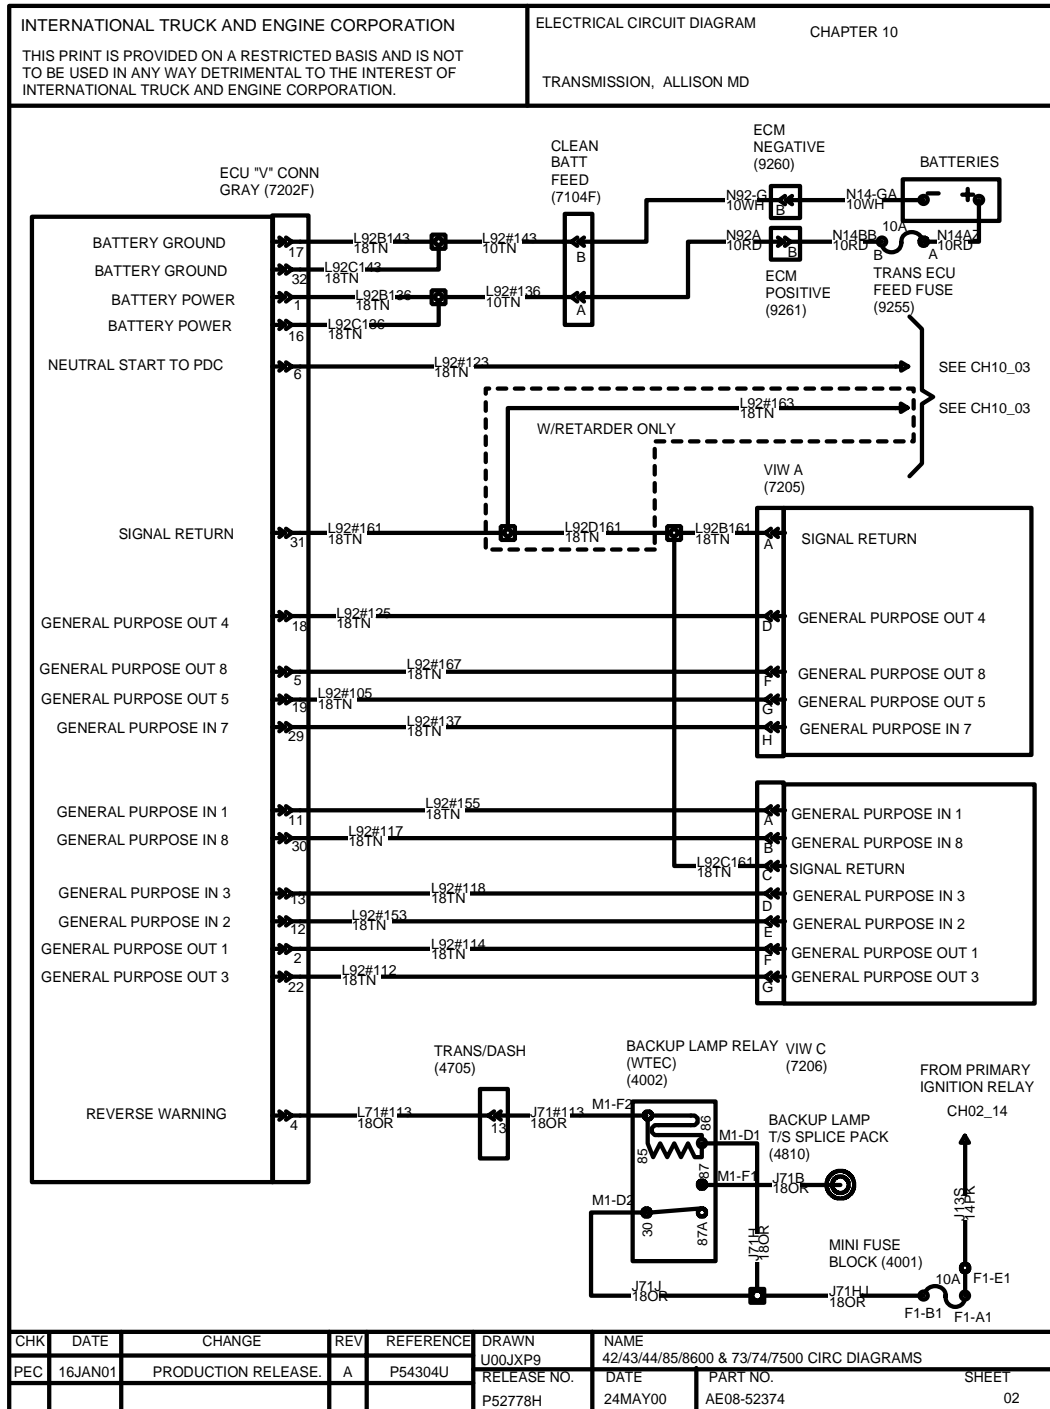 INTERNATIONAL TRUCK AND ENGINE CORPORATION
THIS PRINT IS PROVIDED ON A RESTRICTED BASIS AND IS NOT
TO BE USED IN ANY WAY DETRIMENTAL TO THE INTEREST OF
INTERNATIONAL TRUCK AND ENGINE CORPORATION.
ELECTRICAL CIRCUIT DIAGRAM
CHAPTER 10
TRANSMISSION, ALLISON MD
ECU "V" CONN
GRAY (7202F)
CLEAN
BATT
FEED
(7104F)
ECM
NEGATIVE
(9260)
BATTERIES
N92-G
10WH
B
N14-GA
10WH
- +
N92A
10RD
B
N14BB
10RD
B
10A
A
N14AZ
10RD
ECM
POSITIVE
(9261)
TRANS ECU
FEED FUSE
(9255)
BATTERY GROUND
17
L92B143
18TN
L92#143
10TN
B
BATTERY GROUND
32
L92C143
18TN
BATTERY POWER
1
L92B136
18TN
L92#136
10TN
A
BATTERY POWER
16
L92C136
18TN
NEUTRAL START TO PDC
6
L92#123
18TN
SEE CH10_03
L92#163
18TN
SEE CH10_03
W/RETARDER ONLY
VIW A
(7205)
SIGNAL RETURN
31
L92#161
18TN
L92D161
18TN
L92B161
18TN
A
SIGNAL RETURN
GENERAL PURPOSE OUT 4
18
L92#125
18TN
D
GENERAL PURPOSE OUT 4
GENERAL PURPOSE OUT 8
5
L92#167
18TN
F
GENERAL PURPOSE OUT 8
GENERAL PURPOSE OUT 5
19
L92#105
18TN
G
GENERAL PURPOSE OUT 5
GENERAL PURPOSE IN 7
29
L92#137
18TN
H
GENERAL PURPOSE IN 7
GENERAL PURPOSE IN 1
11
L92#155
18TN
A
GENERAL PURPOSE IN 1
GENERAL PURPOSE IN 8
30
L92#117
18TN
B
GENERAL PURPOSE IN 8
L92C161
18TN
C
SIGNAL RETURN
GENERAL PURPOSE IN 3
13
L92#118
18TN
D
GENERAL PURPOSE IN 3
GENERAL PURPOSE IN 2
12
L92#153
18TN
E
GENERAL PURPOSE IN 2
GENERAL PURPOSE OUT 1
2
L92#114
18TN
F
GENERAL PURPOSE OUT 1
GENERAL PURPOSE OUT 3
22
L92#112
18TN
G
GENERAL PURPOSE OUT 3
TRANS/DASH
(4705)
BACKUP LAMP RELAY
(WTEC)
(4002)
VIW C
(7206)
FROM PRIMARY
IGNITION RELAY
CH02_14
REVERSE WARNING
4
L71#113
18OR
13
J71#113
18OR
M1-F2
86
85
M1-D1
BACKUP LAMP
T/S SPLICE PACK
(4810)
87
M1-F1
J71B
18OR
M1-D2
30
87A
J71H
18OR
J13S
14PK
MINI FUSE
BLOCK (4001)
J71J
18OR
J71HJ
18OR
10A
F1-E1
F1-B1
F1-A1
CHK DATE CHANGE REV REFERENCE
PEC 16JAN01 PRODUCTION RELEASE. A P54304U
DRAWN
U00JXP9
NAME
42/43/44/85/8600 & 73/74/7500 CIRC DIAGRAMS
RELEASE NO.
P52778H
DATE
24MAY00
PART NO.
AE08-52374
SHEET
02